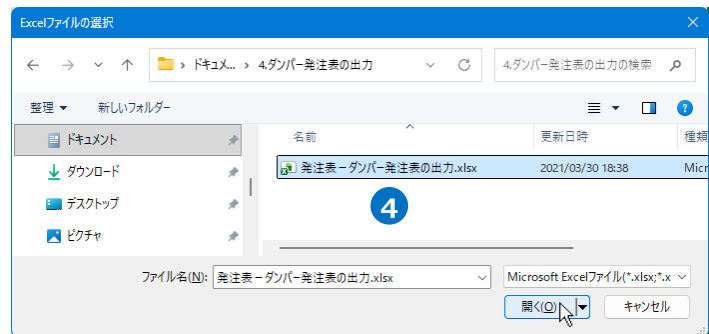 Excelファイルの選択
ドキュメ... 4.ダンパー発注表の出力
4.ダンパー発注表の出力の検索
整理 新しいフォルダー
名前 更新日時 種類
ドキュメント
ダウンロード
デスクトップ
ピクチャ
発注表－ダンパー発注表の出力.xlsx 2021/03/30 18:38 Micr
4
ファイル名(N): 発注表－ダンパー発注表の出力.xlsx Microsoft Excelファイル(*.xlsx;*.x
開く(O) キャンセル